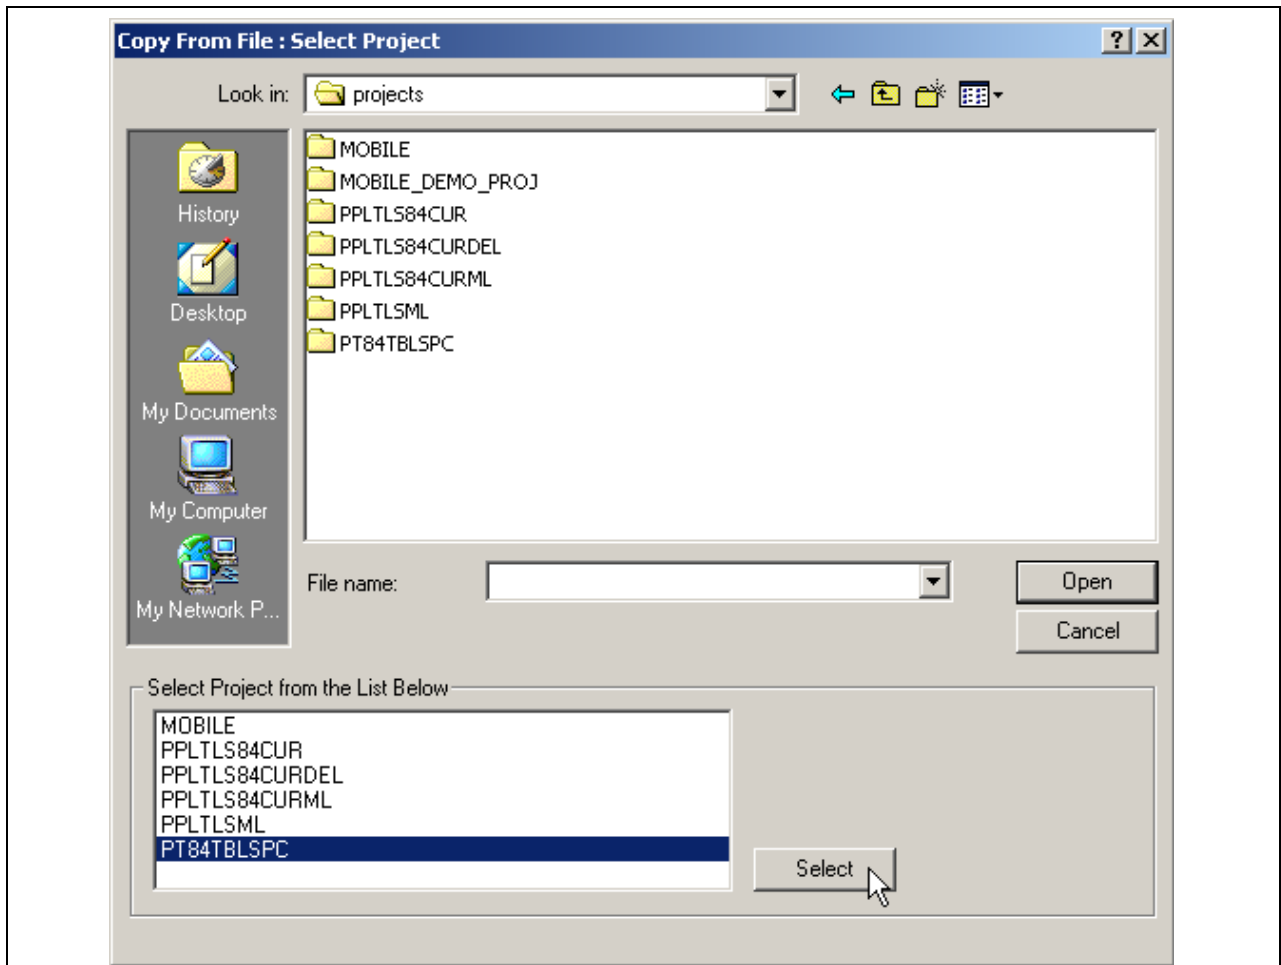 Copy From File : Select Project
Look in: projects
MOBILE
MOBILE_DEMO_PROJ
PPLTLS84CUR
PPLTLS84CURDEL
PPLTLS84CURML
PPLTLSML
PT84TBLSPC
History
Desktop
My Documents
My Computer
My Network P...
File name:
Open
Cancel
Select Project from the List Below
MOBILE
PPLTLS84CUR
PPLTLS84CURDEL
PPLTLS84CURML
PPLTLSML
PT84TBLSPC
Select